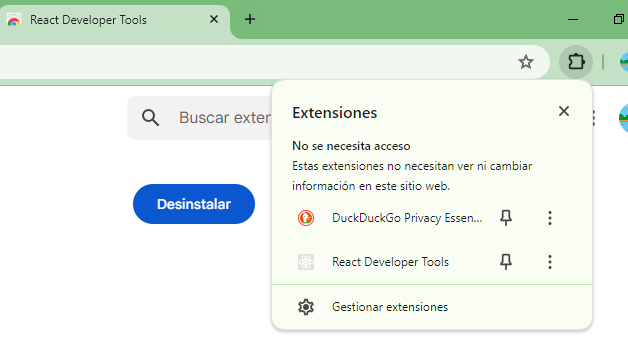 React Developer Tools
Buscar exten
Desinstalar
Extensiones
No se necesita acceso
Estas extensiones no necesitan ver ni cambiar
información en este sitio web.
DuckDuckGo Privacy Essen...
React Developer Tools
Gestionar extensiones